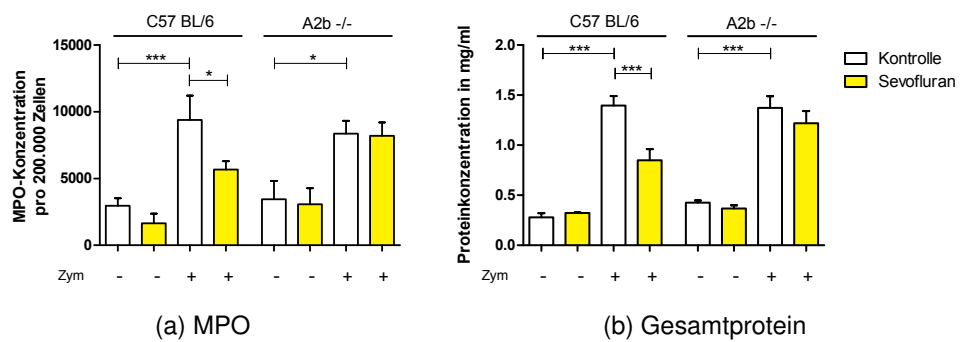 (a)
C57 BL/6
A2b -/-
MPO-Konzentration
pro 200.000 Zellen
15000
10000
5000
0
***
*
*
Zym
- - + + - - + +
(a) MPO
(b)
C57 BL/6
A2b -/-
Proteinkonzentration in mg/ml
2.0
1.5
1.0
0.5
0.0
***
***
***
Kontrolle
Sevofluran
Zym
- - + + - - + +
(b) Gesamtprotein